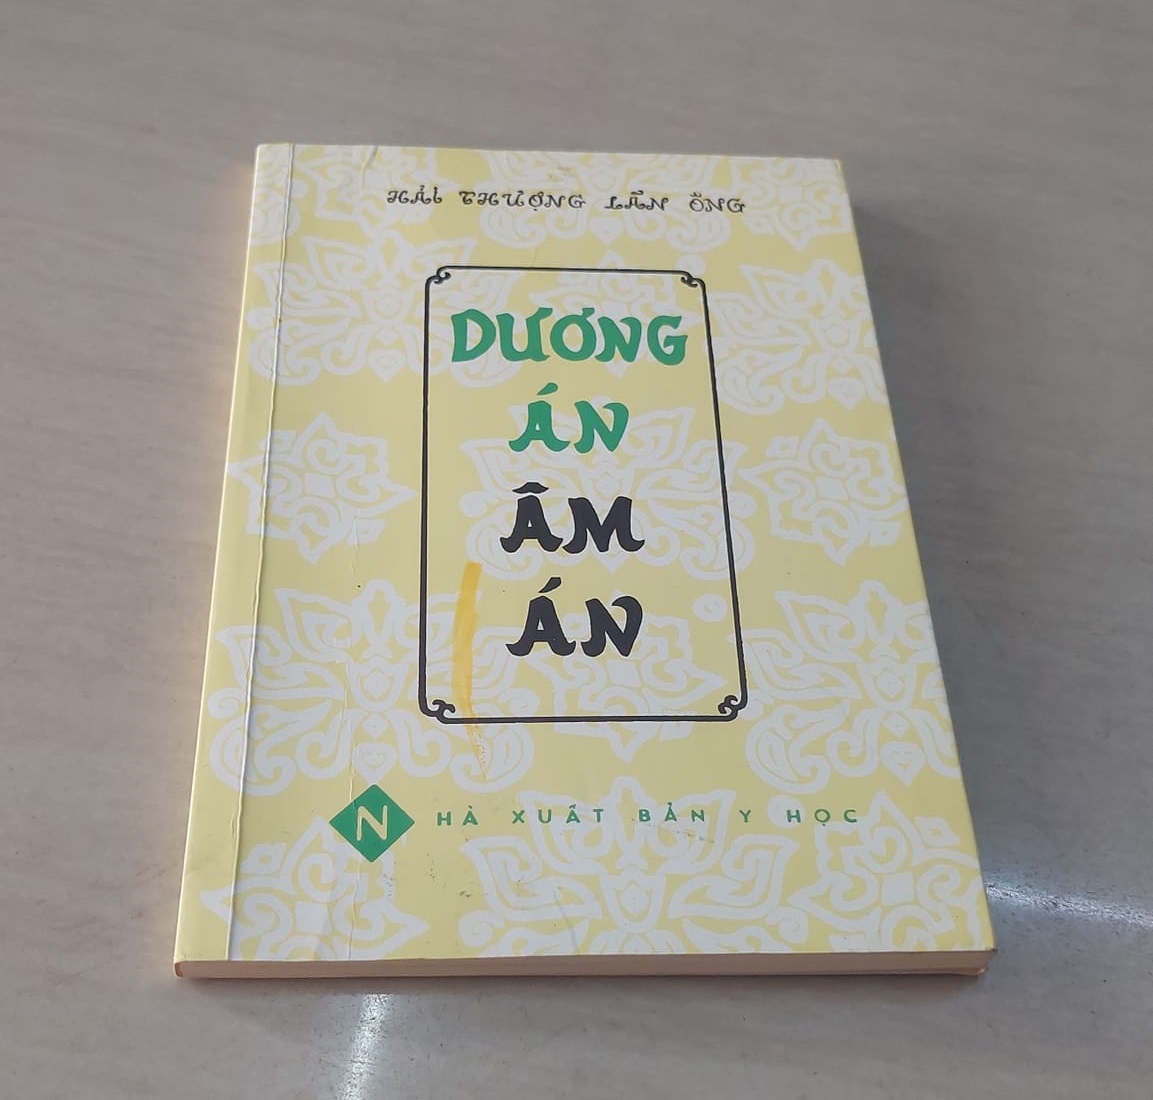 HẢI THƯỢNG LÃN ÔNG
DƯƠNG
ÁN
ÂM
ÁN
NHÀ XUẤT BẢN Y HỌC